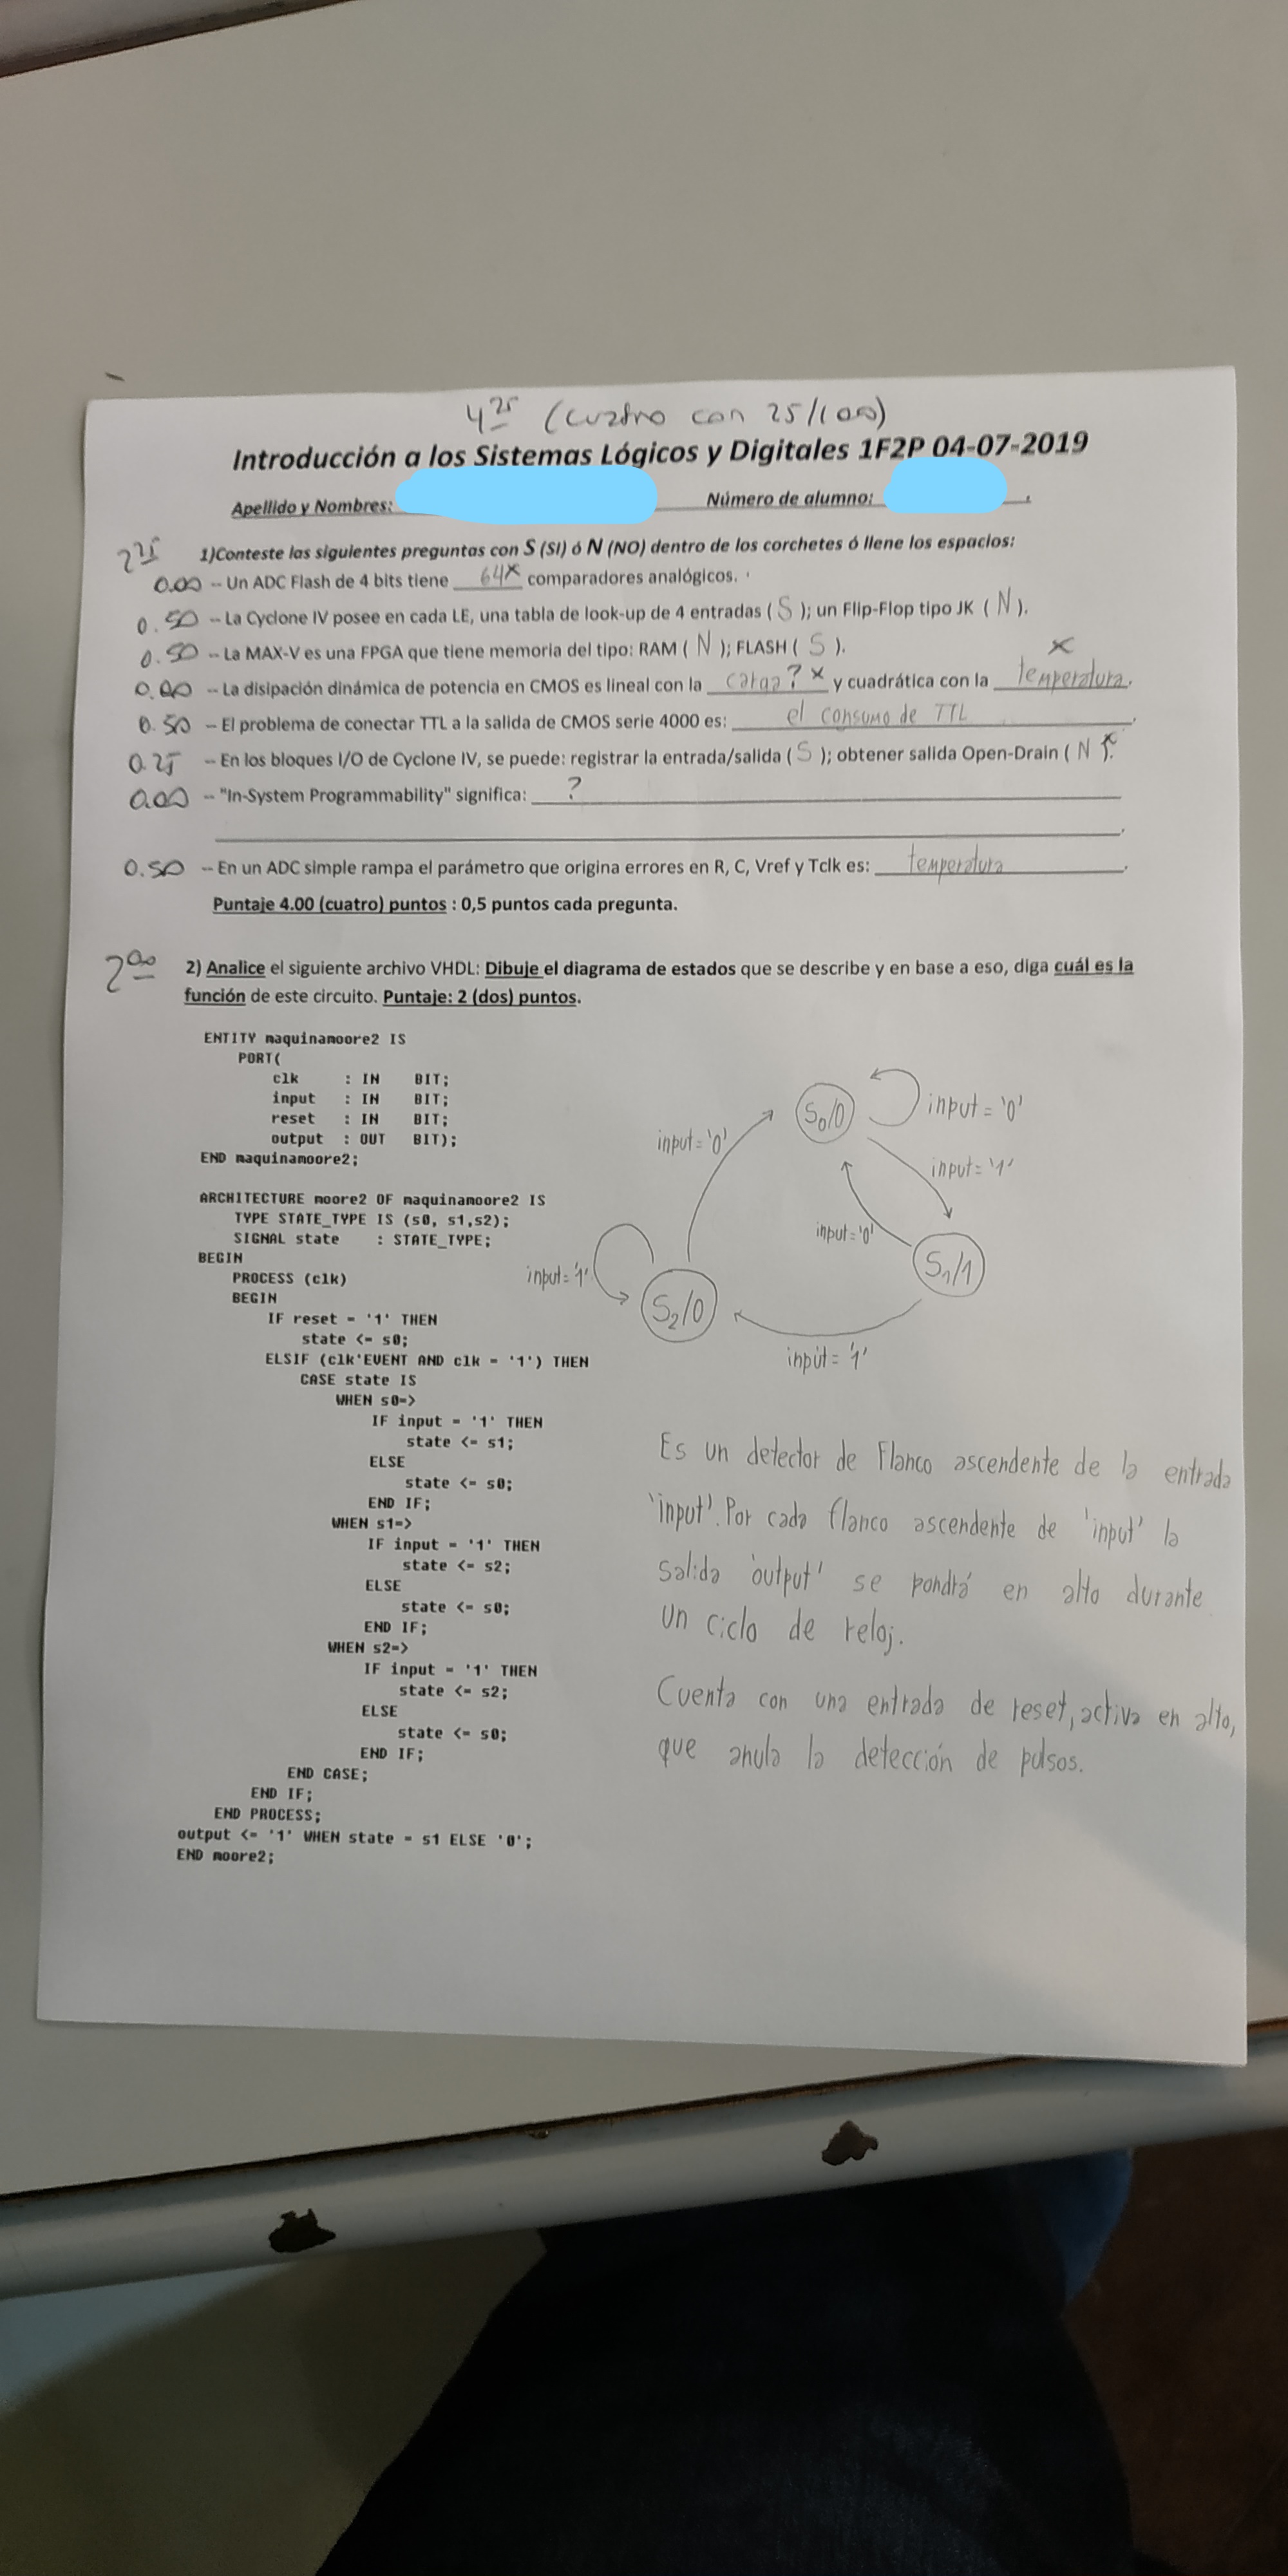 4 25 (cuatro con 25/100)
Introducción a los Sistemas Lógicos y Digitales 1F2P 04-07-2019
Apellido y Nombres: Número de alumno: .
2 25 1)Conteste las siguientes preguntas con S (SI) ó N (NO) dentro de los corchetes ó llene los espacios:
0.00 -- Un ADC Flash de 4 bits tiene 64 x comparadores analógicos.
0.50 -- La Cyclone IV posee en cada LE, una tabla de look-up de 4 entradas ( S ); un Flip-Flop tipo JK ( N ).
0.50 -- La MAX-V es una FPGA que tiene memoria del tipo: RAM ( N ); FLASH ( S ). x
0.00 -- La disipación dinámica de potencia en CMOS es lineal con la carga? x y cuadrática con la temperatura.
0.50 -- El problema de conectar TTL a la salida de CMOS serie 4000 es: el consumo de TTL.
0.25 -- En los bloques I/O de Cyclone IV, se puede: registrar la entrada/salida ( S ); obtener salida Open-Drain ( N x ).
0.00 -- "In-System Programmability" significa: ?
0.50 -- En un ADC simple rampa el parámetro que origina errores en R, C, Vref y Tclk es: temperatura.
Puntaje 4.00 (cuatro) puntos : 0,5 puntos cada pregunta.
2 00 2) Analice el siguiente archivo VHDL: Dibuje el diagrama de estados que se describe y en base a eso, diga cuál es la
función de este circuito. Puntaje: 2 (dos) puntos.
ENTITY maquinamoore2 IS
PORT(
clk : IN BIT;
input : IN BIT;
reset : IN BIT;
output : OUT BIT);
END maquinamoore2;
ARCHITECTURE moore2 OF maquinamoore2 IS
TYPE STATE_TYPE IS (s0, s1,s2);
SIGNAL state : STATE_TYPE;
BEGIN
PROCESS (clk)
BEGIN
IF reset = '1' THEN
state <= s0;
ELSIF (clk'EVENT AND clk = '1') THEN
CASE state IS
WHEN s0=>
IF input = '1' THEN
state <= s1;
ELSE
state <= s0;
END IF;
WHEN s1=>
IF input = '1' THEN
state <= s2;
ELSE
state <= s0;
END IF;
WHEN s2=>
IF input = '1' THEN
state <= s2;
ELSE
state <= s0;
END IF;
END CASE;
END IF;
END PROCESS;
output <= '1' WHEN state = s1 ELSE '0';
END moore2;
S0/0
input = '0'
input = '0'
input = '1'
input = '0'
S1/1
input = '1'
S2/0
input = '1'
Es un detector de Flanco ascendente de la entrada
'input'. Por cada flanco ascendente de 'input' la
salida 'output' se pondrá en alto durante
un ciclo de reloj.
Cuenta con una entrada de reset, activa en alto,
que anula la detección de pulsos.